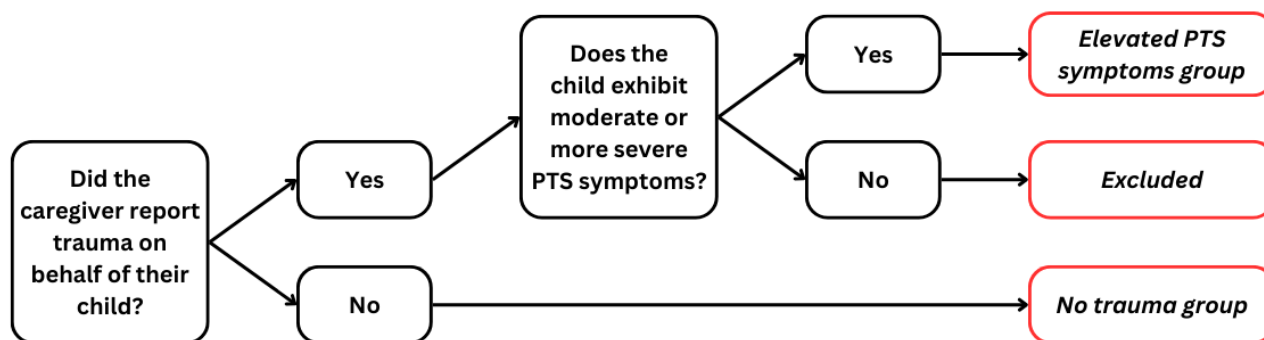 Did the
caregiver report
trauma on
behalf of their
child?
Yes
No
Does the
child exhibit
moderate or
more severe
PTS symptoms?
Yes
No
Elevated PTS
symptoms group
Excluded
No trauma group